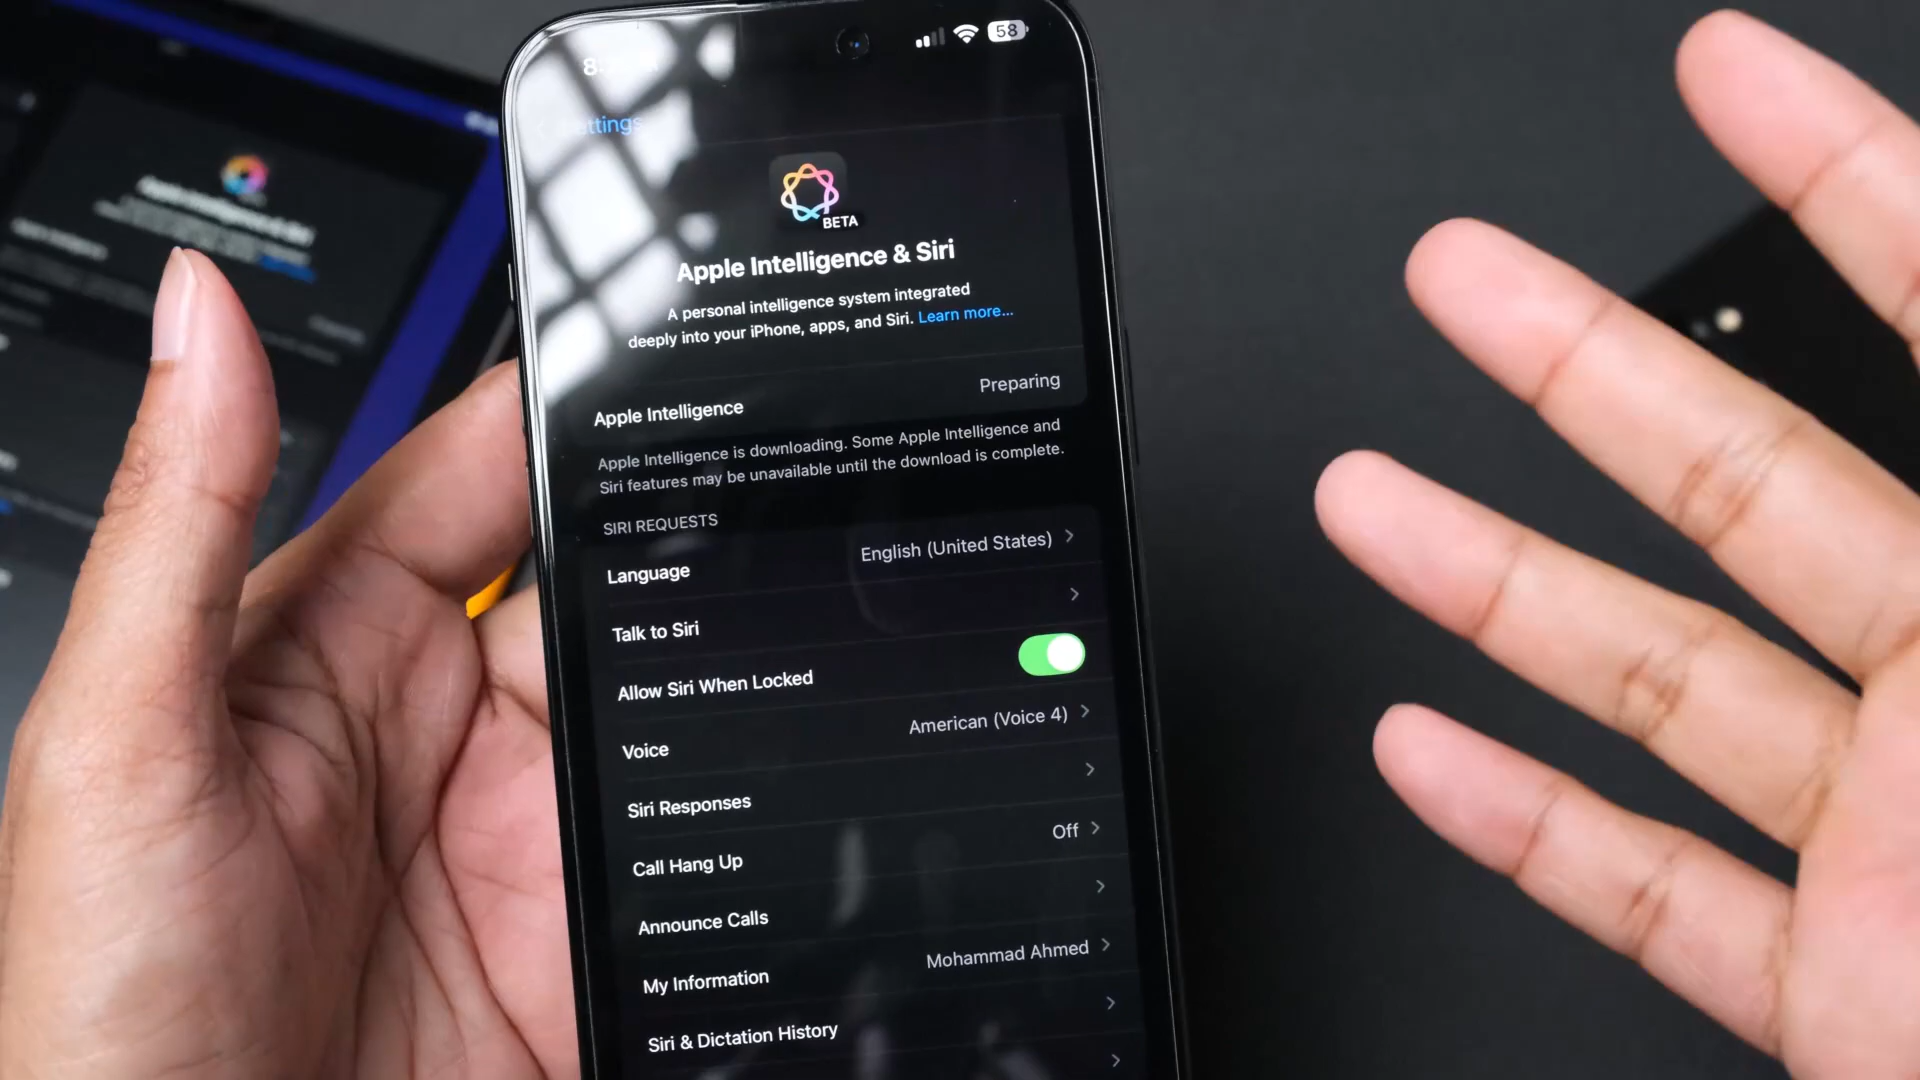 58
BETA
Apple Intelligence & Siri
A personal intelligence system integrated
deeply into your iPhone, apps, and Siri. Learn more...
Apple Intelligence Preparing
Apple Intelligence is downloading. Some Apple Intelligence and
Siri features may be unavailable until the download is complete.
SIRI REQUESTS
Language English (United States)
Talk to Siri
Allow Siri When Locked
Voice American (Voice 4)
Siri Responses
Call Hang Up Off
Announce Calls
My Information Mohammad Ahmed
Siri & Dictation History